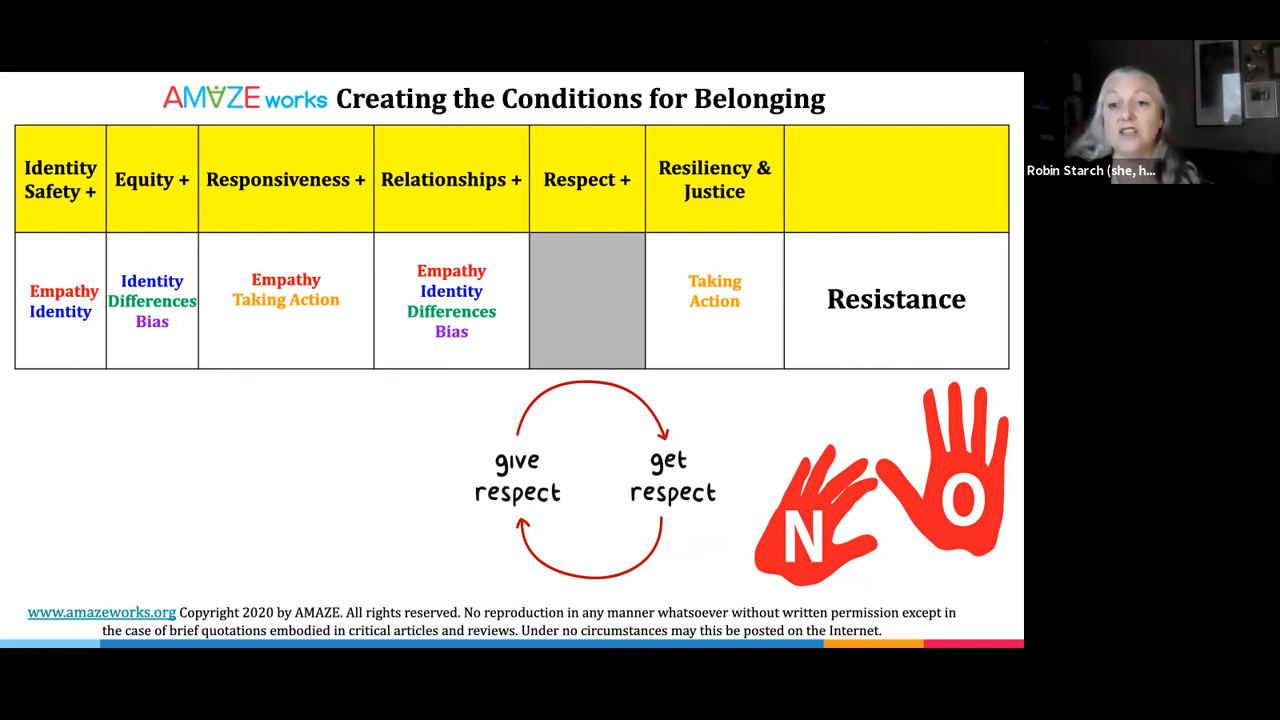 AMAZE works Creating the Conditions for Belonging
Identity
Safety +
Equity +
Responsiveness +
Relationships +
Respect +
Resiliency &
Justice
Empathy
Identity
Identity
Differences
Bias
Empathy
Taking Action
Empathy
Identity
Differences
Bias
Taking
Action
Resistance
give
respect
get
respect
N
O
www.amazeworks.org Copyright 2020 by AMAZE. All rights reserved. No reproduction in any manner whatsoever without written permission except in
the case of brief quotations embodied in critical articles and reviews. Under no circumstances may this be posted on the Internet.
Robin Starch (she, h...